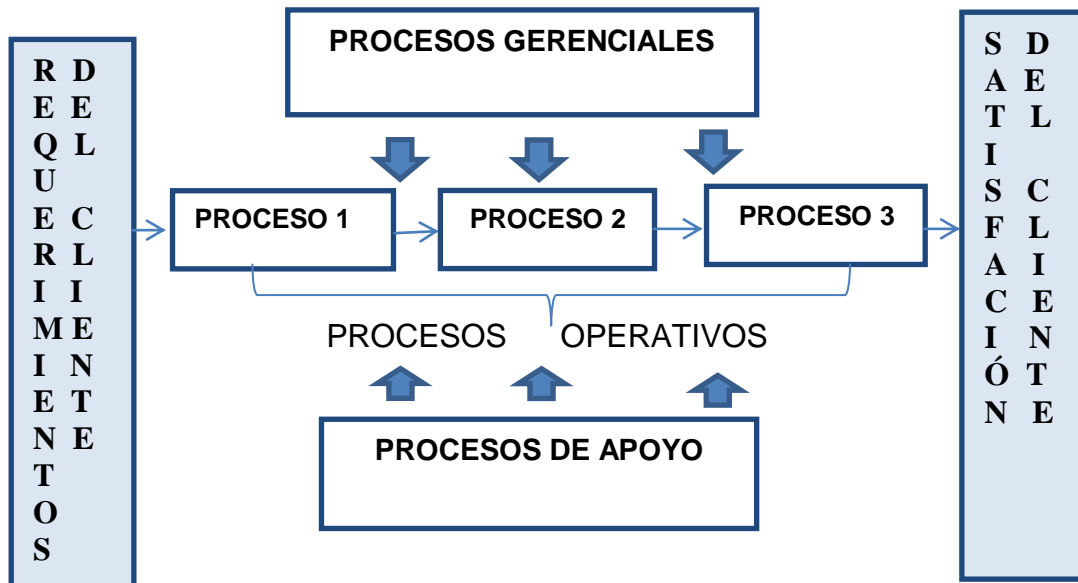 REQUERIMIENTOS
DEL CLIENTE
PROCESOS GERENCIALES
PROCESO 1
PROCESO 2
PROCESO 3
PROCESOS OPERATIVOS
PROCESOS DE APOYO
SATISFACIÓN
DEL CLIENTE